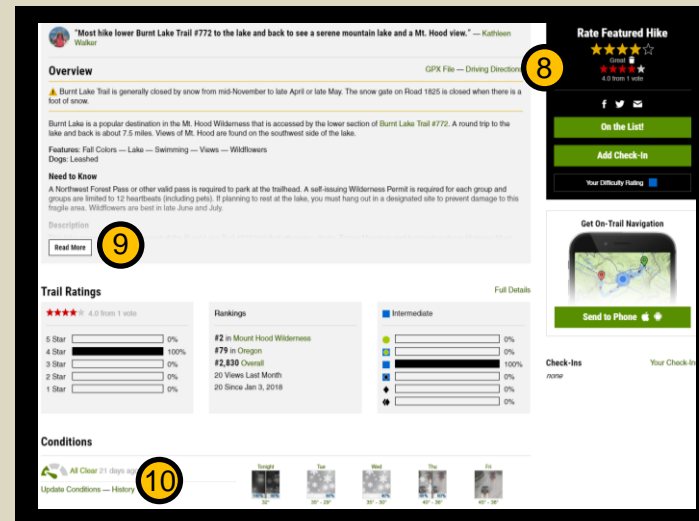 "Most hike lower Burnt Lake Trail #772 to the lake and back to see a serene mountain lake and a Mt. Hood view." — Kathleen
Walker
Overview
GPX File — Driving Directions
8
Burnt Lake Trail is generally closed by snow from mid-November to late April or late May. The snow gate on Road 1825 is closed when there is a
foot of snow.
Burnt Lake is a popular destination in the Mt. Hood Wilderness that is accessed by the lower section of Burnt Lake Trail #772. A round trip to the
lake and back is about 7.5 miles. Views of Mt. Hood are found on the southwest side of the lake.
Features: Fall Colors — Lake — Swimming — Views — Wildflowers
Dogs: Leashed
Need to Know
A Northwest Forest Pass or other valid pass is required to park at the trailhead. A self-issuing Wilderness Permit is required for each group and
groups are limited to 12 heartbeats (including pets). If planning to rest at the lake, you must hang out in a designated site to prevent damage to this
fragile area. Wildflowers are best in late June and July.
Description
Read More
9
Rate Featured Hike
Great
4.0 from 1 vote
On the List!
Add Check-In
Your Difficulty Rating
Get On-Trail Navigation
Send to Phone
Check-Ins
Your Check-In
none
Trail Ratings
Full Details
4.0 from 1 vote
5 Star 0%
4 Star 100%
3 Star 0%
2 Star 0%
1 Star 0%
Rankings
#2 in Mount Hood Wilderness
#79 in Oregon
#2,830 Overall
20 Views Last Month
20 Since Jan 3, 2018
Intermediate
0%
0%
100%
0%
0%
0%
Conditions
All Clear 21 days ago
Update Conditions — History
10
Tonight
Tue
Wed
Thu
Fri
32°